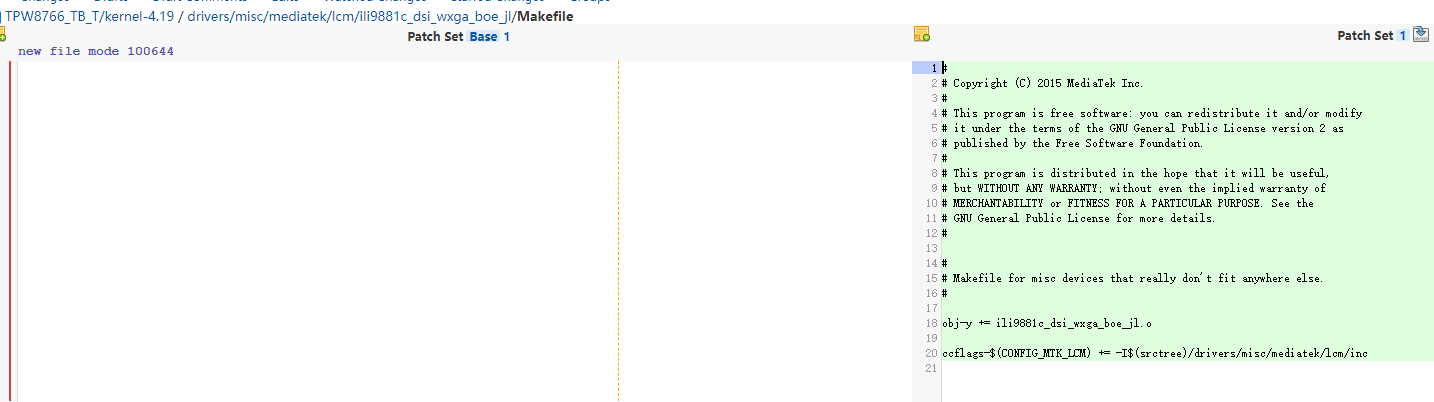 TPW8766_TB_T/kernel-4.19 / drivers/misc/mediatek/lcm/ili9881c_dsi_wxga_boe_jl/Makefile
Patch Set Base 1
Patch Set 1
new file mode 100644
1 #
2 # Copyright (C) 2015 MediaTek Inc.
3 #
4 # This program is free software: you can redistribute it and/or modify
5 # it under the terms of the GNU General Public License version 2 as
6 # published by the Free Software Foundation.
7 #
8 # This program is distributed in the hope that it will be useful,
9 # but WITHOUT ANY WARRANTY; without even the implied warranty of
10 # MERCHANTABILITY or FITNESS FOR A PARTICULAR PURPOSE. See the
11 # GNU General Public License for more details.
12 #
13
14 #
15 # Makefile for misc devices that really don't fit anywhere else.
16 #
17
18 obj-y += ili9881c_dsi_wxga_boe_jl.o
19
20 ccflags-$(CONFIG_MTK_LCM) += -I$(srctree)/drivers/misc/mediatek/lcm/inc
21